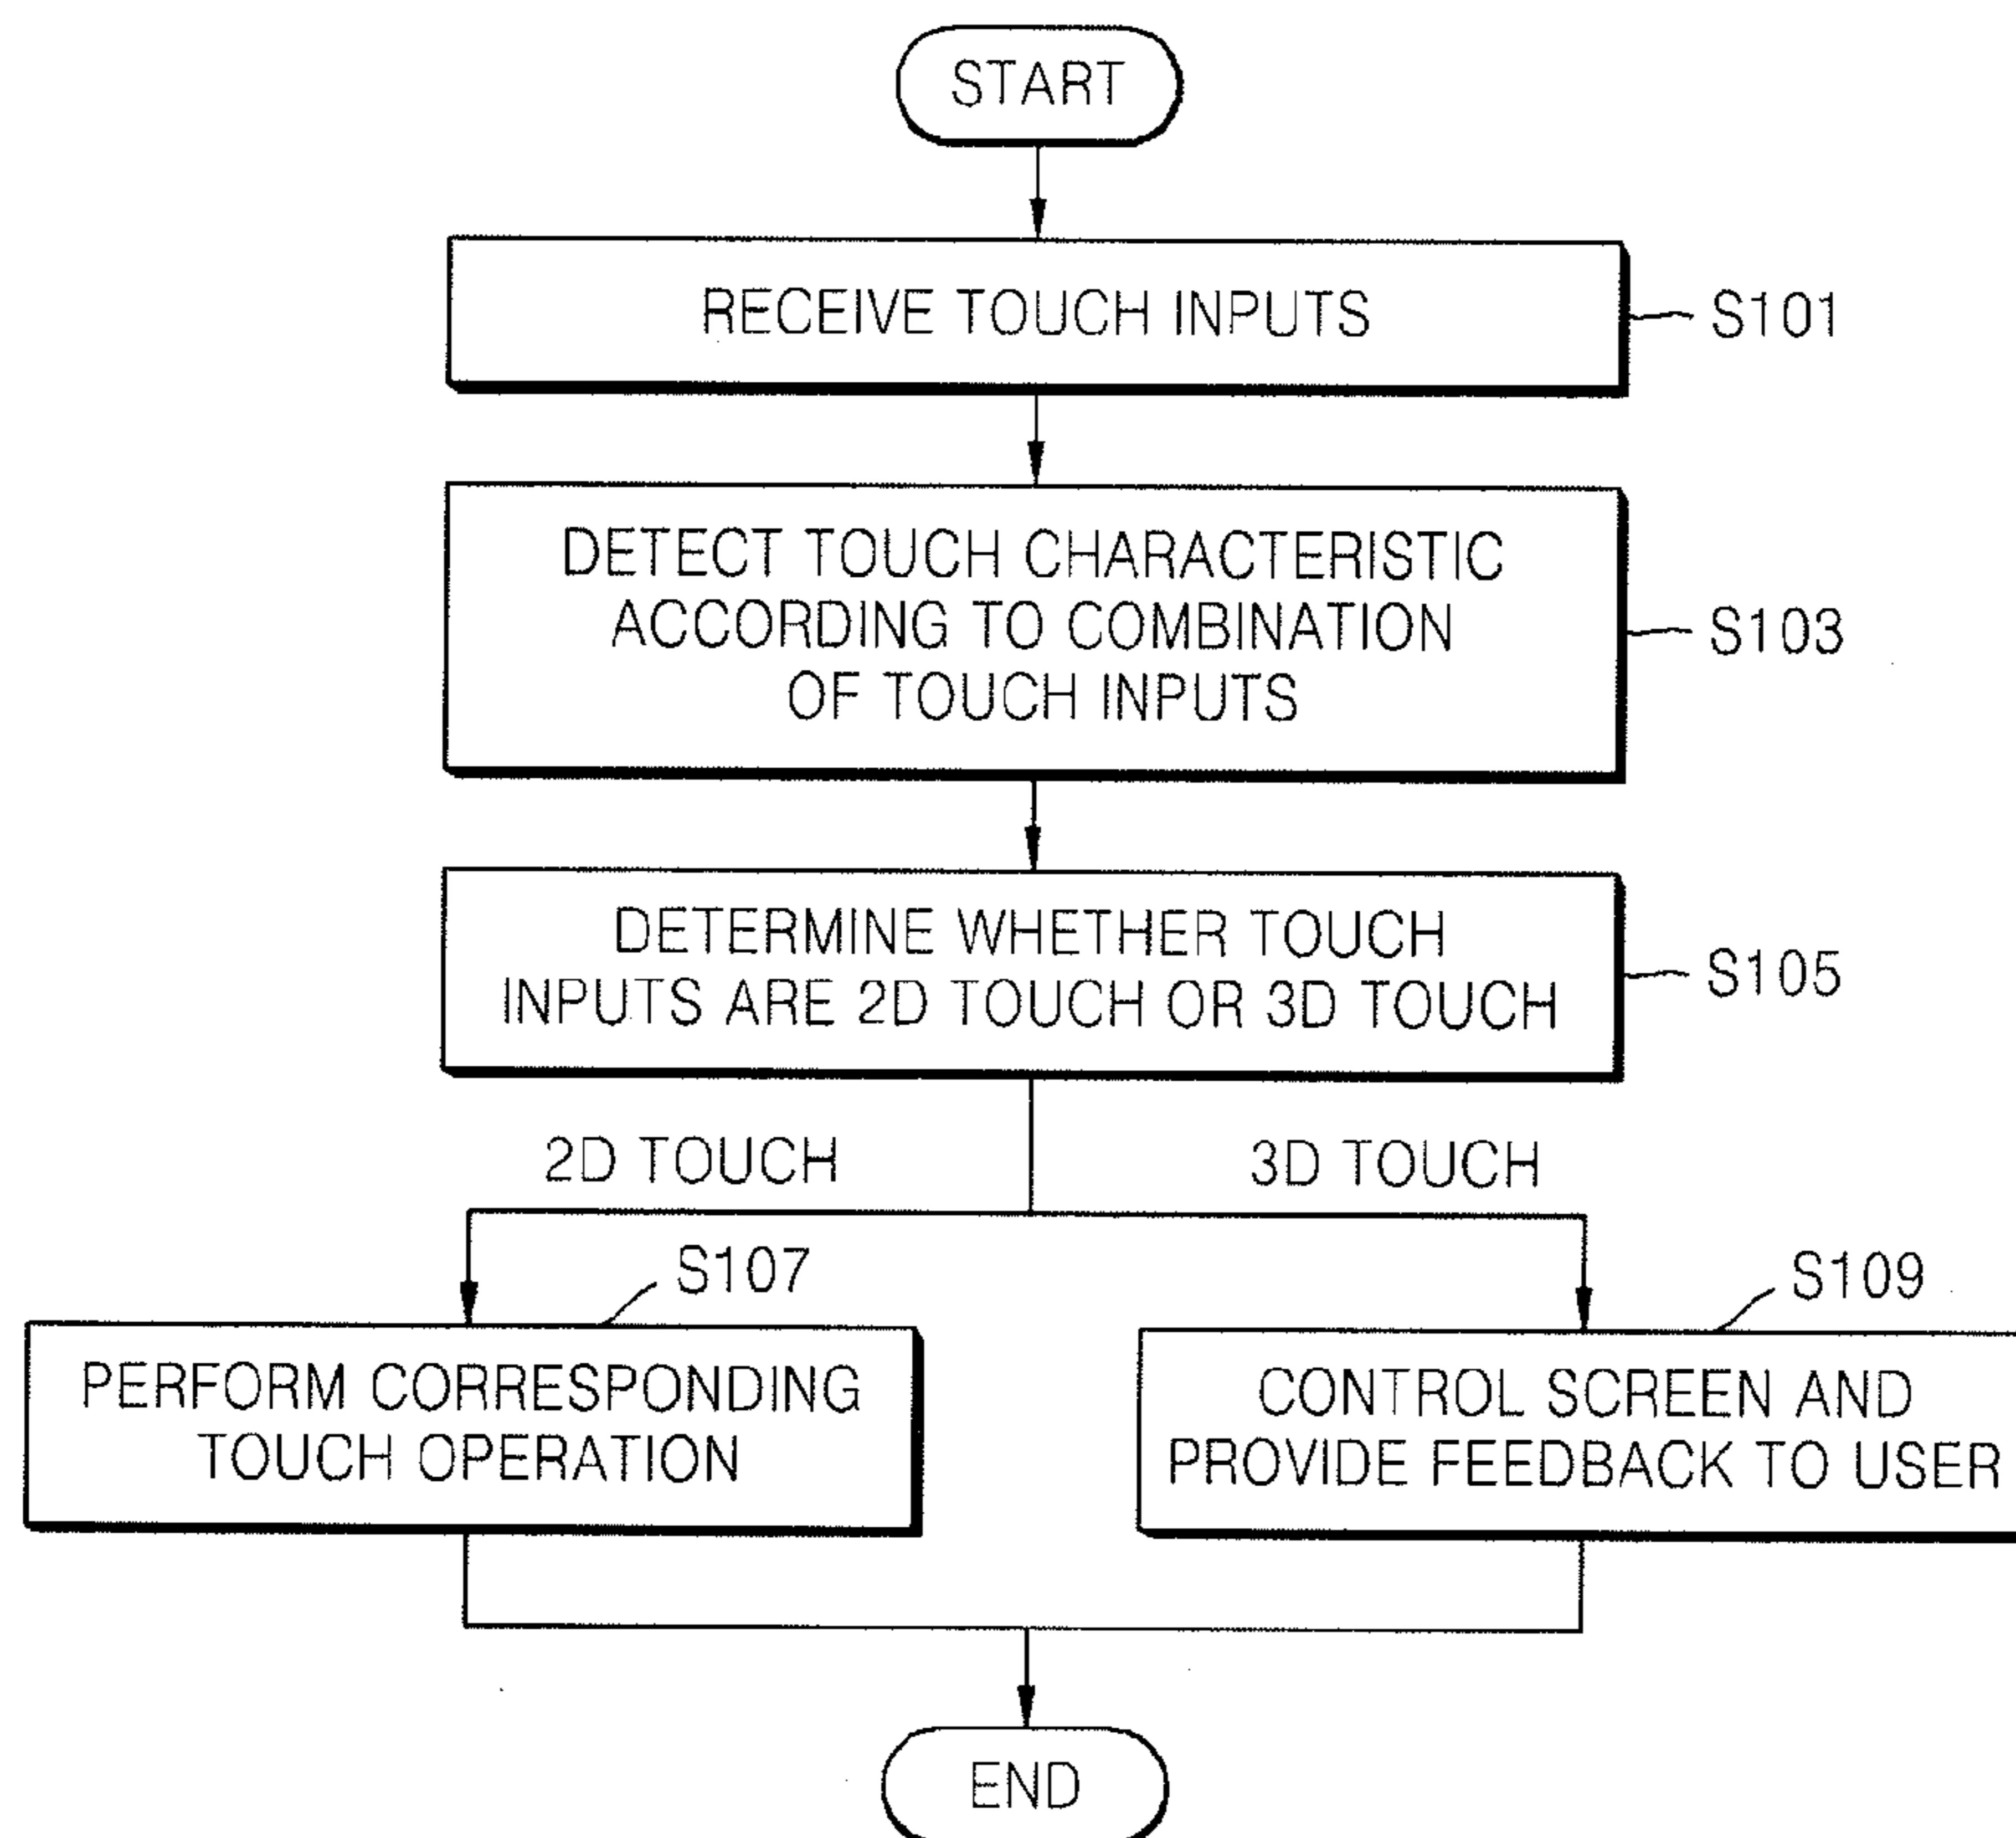 START
RECEIVE TOUCH INPUTS
S101
DETECT TOUCH CHARACTERISTIC
ACCORDING TO COMBINATION
OF TOUCH INPUTS
S103
DETERMINE WHETHER TOUCH
INPUTS ARE 2D TOUCH OR 3D TOUCH
S105
2D TOUCH
3D TOUCH
S107
S109
PERFORM CORRESPONDING
TOUCH OPERATION
CONTROL SCREEN AND
PROVIDE FEEDBACK TO USER
END